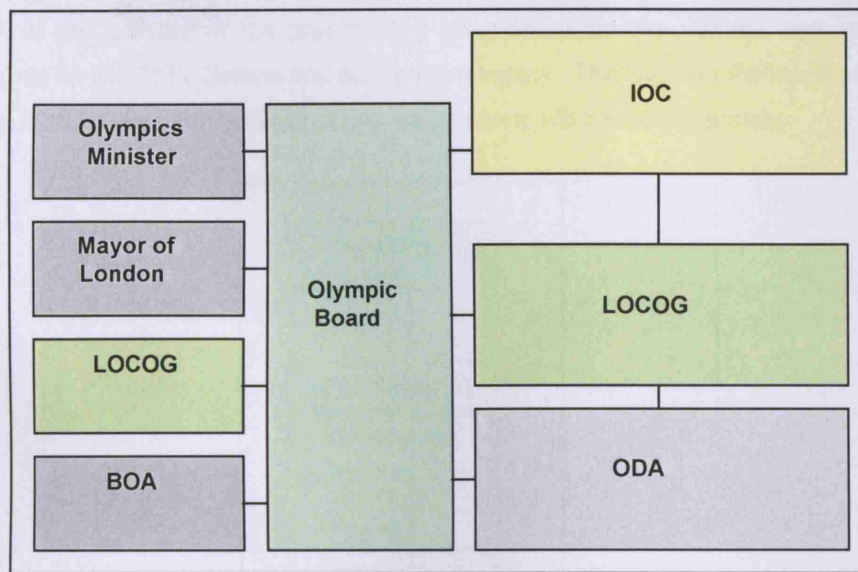 Olympics
Minister
Mayor of
London
LOCOG
BOA
Olympic
Board
IOC
LOCOG
ODA